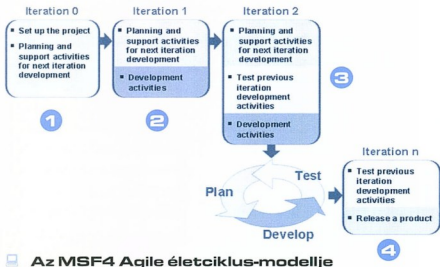 Iteration 0
Set up the project
Planning and
support activities
for next iteration
development
1
Iteration 1
Planning and
support activities
for next iteration
development
Development
activities
2
Iteration 2
Planning and
support activities
for next iteration
development
Test previous
iteration
development
activities
Development
activities
3
Plan
Test
Develop
Iteration n
Test previous
iteration
development
activities
Release a product
4
Az MSF4 Agile életciklus-modellje